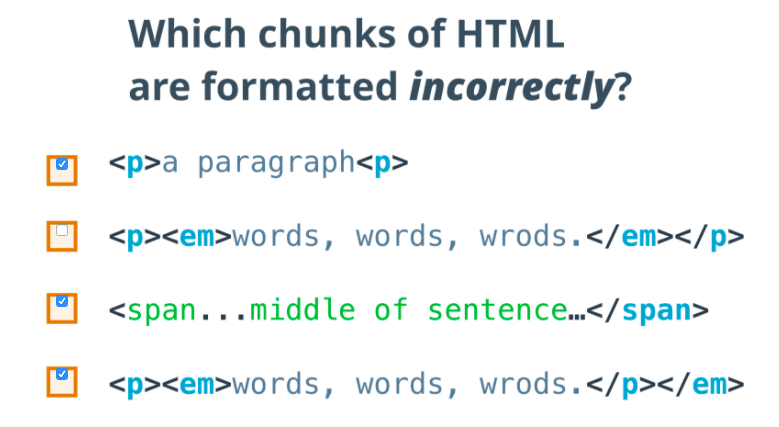 Which chunks of HTML
are formatted incorrectly?
<p>a paragraph<p>
<p><em>words, words, wrods.</em></p>
<span...middle of sentence…</span>
<p><em>words, words, wrods.</p></em>